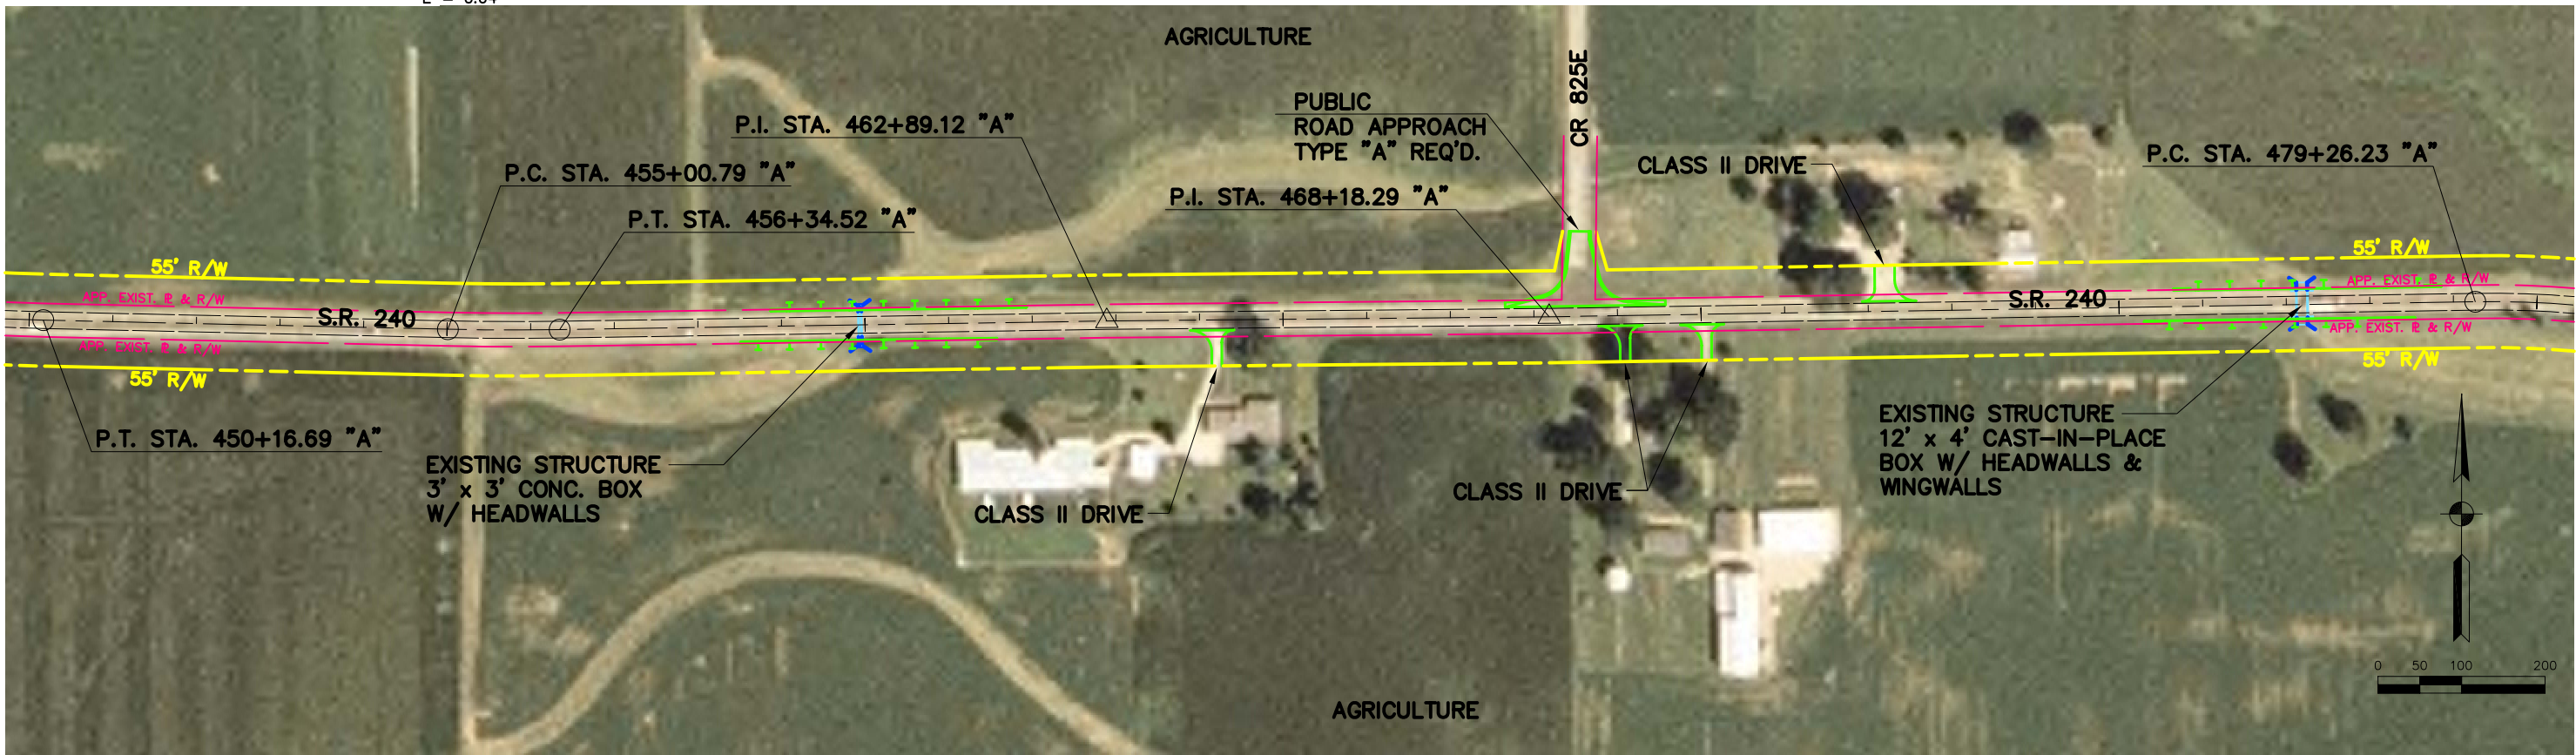 AGRICULTURE
CR 825E
PUBLIC
ROAD APPROACH
TYPE "A" REQ'D.
P.I. STA. 462+89.12 "A"
P.C. STA. 455+00.79 "A"
P.T. STA. 456+34.52 "A"
P.I. STA. 468+18.29 "A"
CLASS II DRIVE
P.C. STA. 479+26.23 "A"
55' R/W
55' R/W
APP. EXIST. ℙ & R/W
APP. EXIST. ℙ & R/W
S.R. 240
S.R. 240
APP. EXIST. ℙ & R/W
APP. EXIST. ℙ & R/W
55' R/W
55' R/W
P.T. STA. 450+16.69 "A"
EXISTING STRUCTURE
3' x 3' CONC. BOX
W/ HEADWALLS
CLASS II DRIVE
CLASS II DRIVE
EXISTING STRUCTURE
12' x 4' CAST-IN-PLACE
BOX W/ HEADWALLS &
WINGWALLS
0 50 100 200
AGRICULTURE